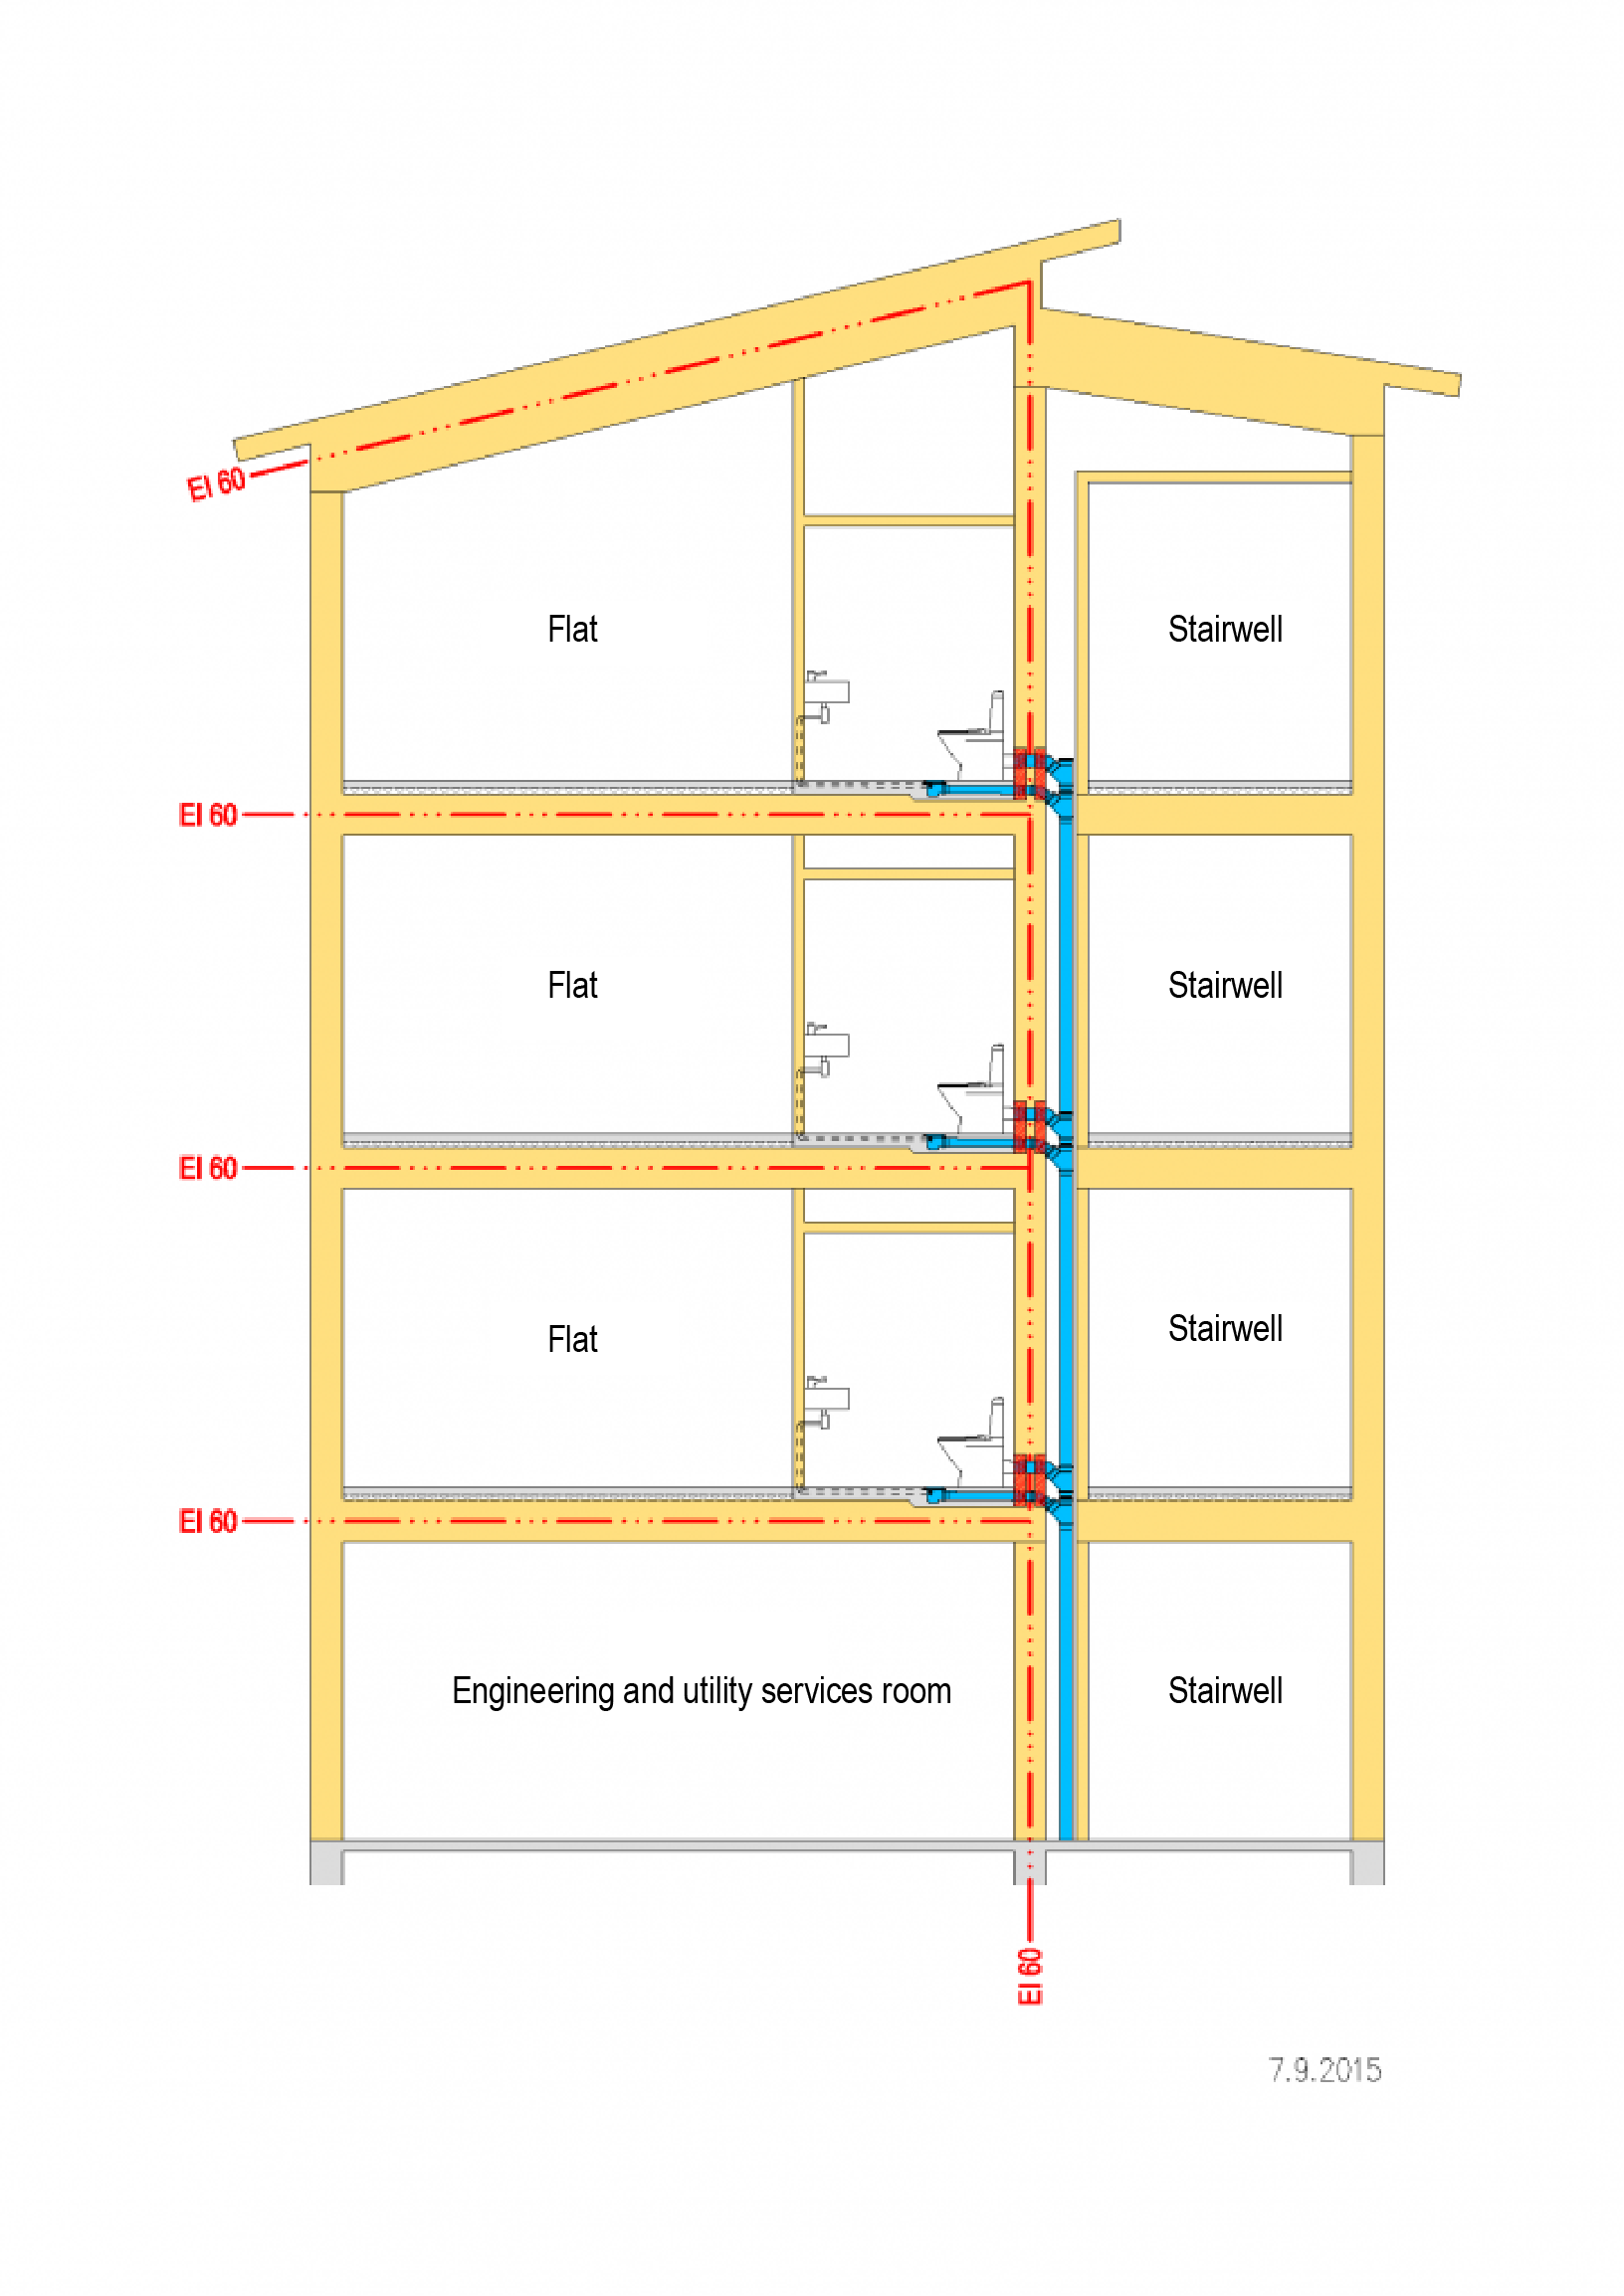 EI 60
Flat
Stairwell
EI 60
Flat
Stairwell
EI 60
Flat
Stairwell
EI 60
Engineering and utility services room
Stairwell
EI 60
7.9.2015